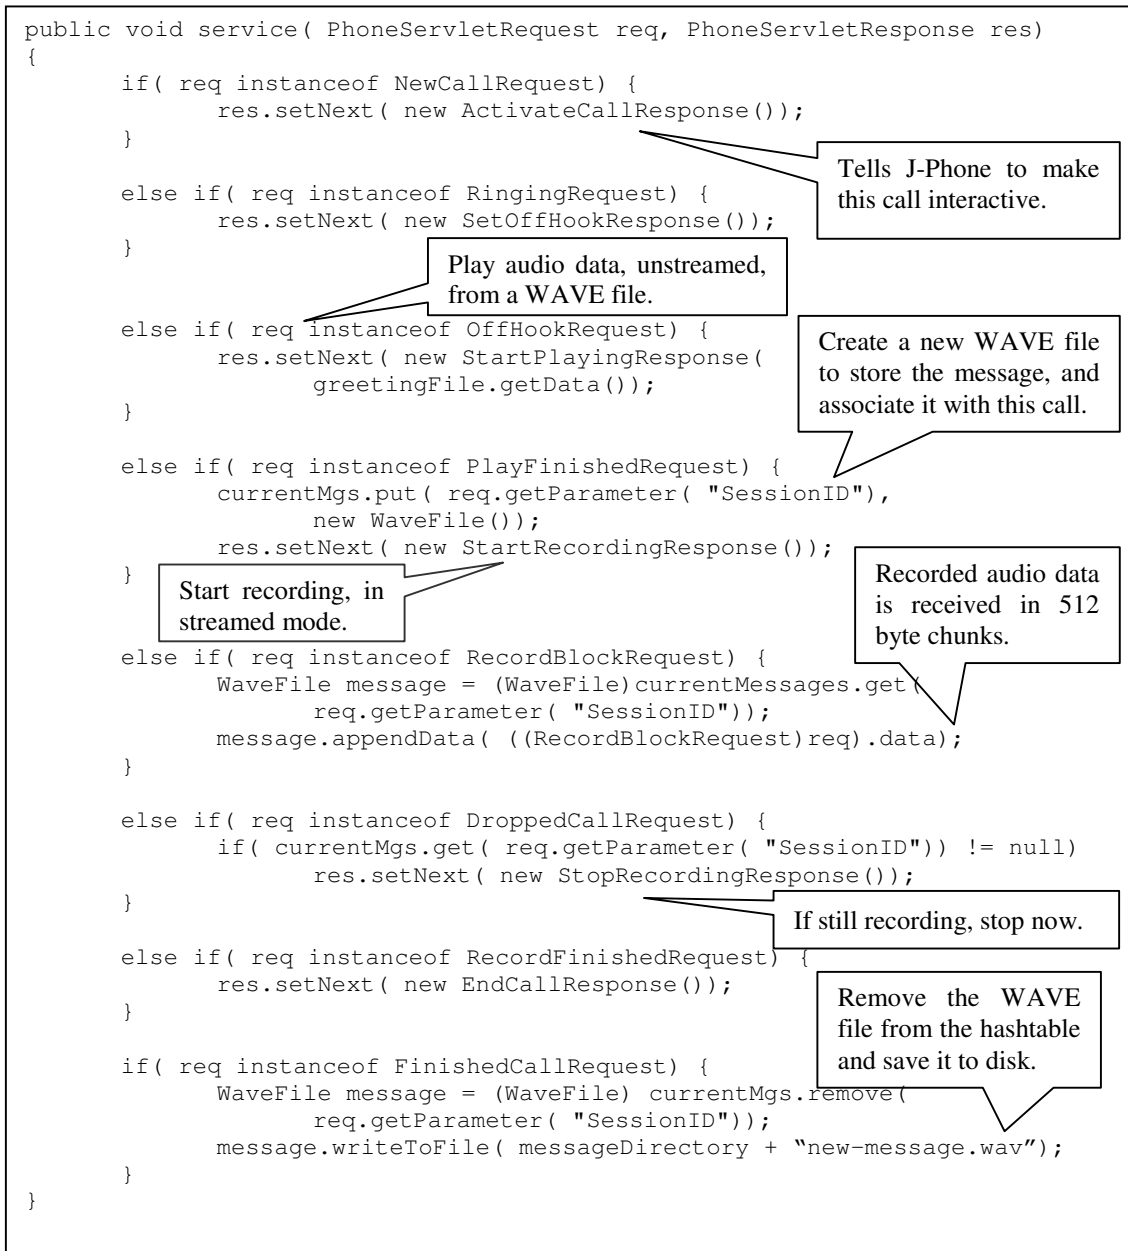 public void service( PhoneServletRequest req, PhoneServletResponse res)
{
if( req instanceof NewCallRequest) {
res.setNext( new ActivateCallResponse());
}
Tells J-Phone to make
this call interactive.
else if( req instanceof RingingRequest) {
res.setNext( new SetOffHookResponse());
}
Play audio data, unstreamed,
from a WAVE file.
else if( req instanceof OffHookRequest) {
res.setNext( new StartPlayingResponse(
greetingFile.getData());
}
Create a new WAVE file
to store the message, and
associate it with this call.
else if( req instanceof PlayFinishedRequest) {
currentMgs.put( req.getParameter( "SessionID"),
new WaveFile());
res.setNext( new StartRecordingResponse());
}
Start recording, in
streamed mode.
Recorded audio data
is received in 512
byte chunks.
else if( req instanceof RecordBlockRequest) {
WaveFile message = (WaveFile)currentMessages.get(
req.getParameter( "SessionID"));
message.appendData( ((RecordBlockRequest)req).data);
}
else if( req instanceof DroppedCallRequest) {
if( currentMgs.get( req.getParameter( "SessionID")) != null)
res.setNext( new StopRecordingResponse());
}
If still recording, stop now.
else if( req instanceof RecordFinishedRequest) {
res.setNext( new EndCallResponse());
}
Remove the WAVE
file from the hashtable
and save it to disk.
if( req instanceof FinishedCallRequest) {
WaveFile message = (WaveFile) currentMgs.remove(
req.getParameter( "SessionID"));
message.writeToFile( messageDirectory + “new-message.wav”);
}
}